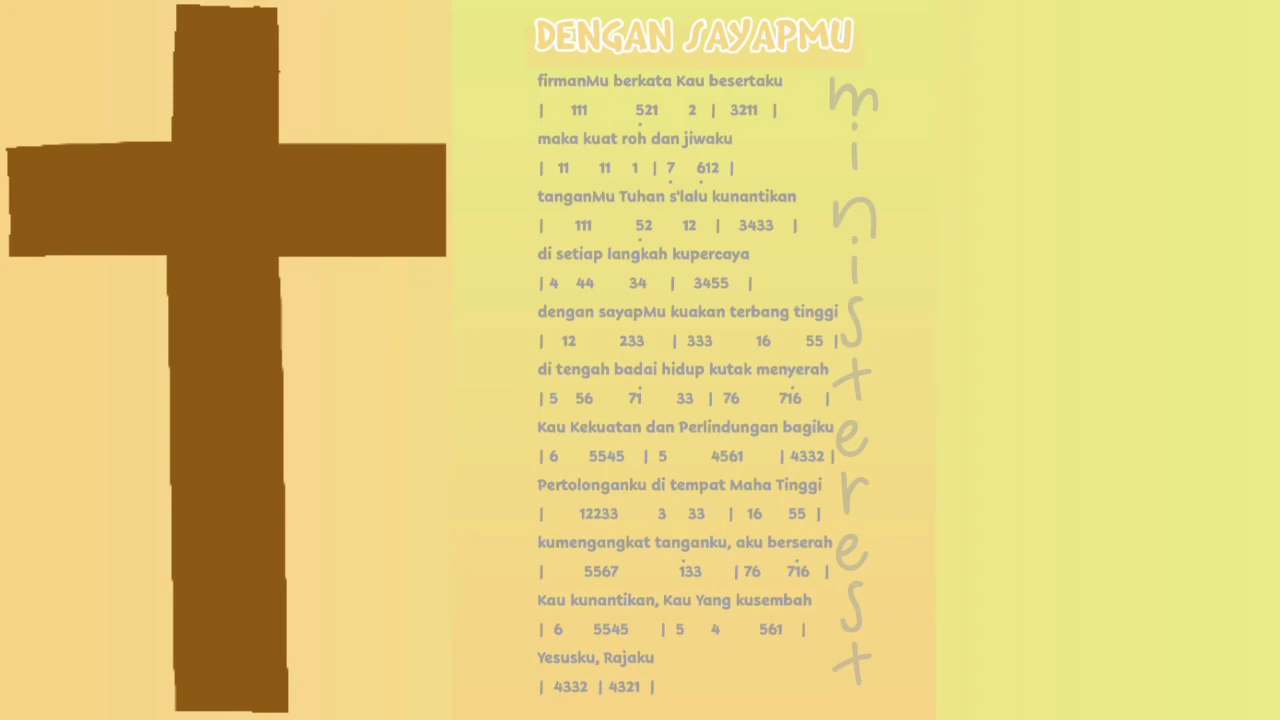 DENGAN SAYAPMU
firmanMu berkata Kau besertaku
| 111 521 2 | 3211 |
maka kuat roh dan jiwaku
| 11 11 1 | 7 612 |
tanganMu Tuhan s'lalu kunantikan
| 111 52 12 | 3433 |
di setiap langkah kupercaya
| 4 44 34 | 3455 |
dengan sayapMu kuakan terbang tinggi
| 12 233 | 333 16 55 |
di tengah badai hidup kutak menyerah
| 5 56 71 33 | 76 716 |
Kau Kekuatan dan Perlindungan bagiku
| 6 5545 | 5 4561 | 4332 |
Pertolonganku di tempat Maha Tinggi
| 12233 3 33 | 16 55 |
kumengangkat tanganku, aku berserah
| 5567 133 | 76 716 |
Kau kunantikan, Kau Yang kusembah
| 6 5545 | 5 4 561 |
Yesusku, Rajaku
| 4332 | 4321 |
ministerest